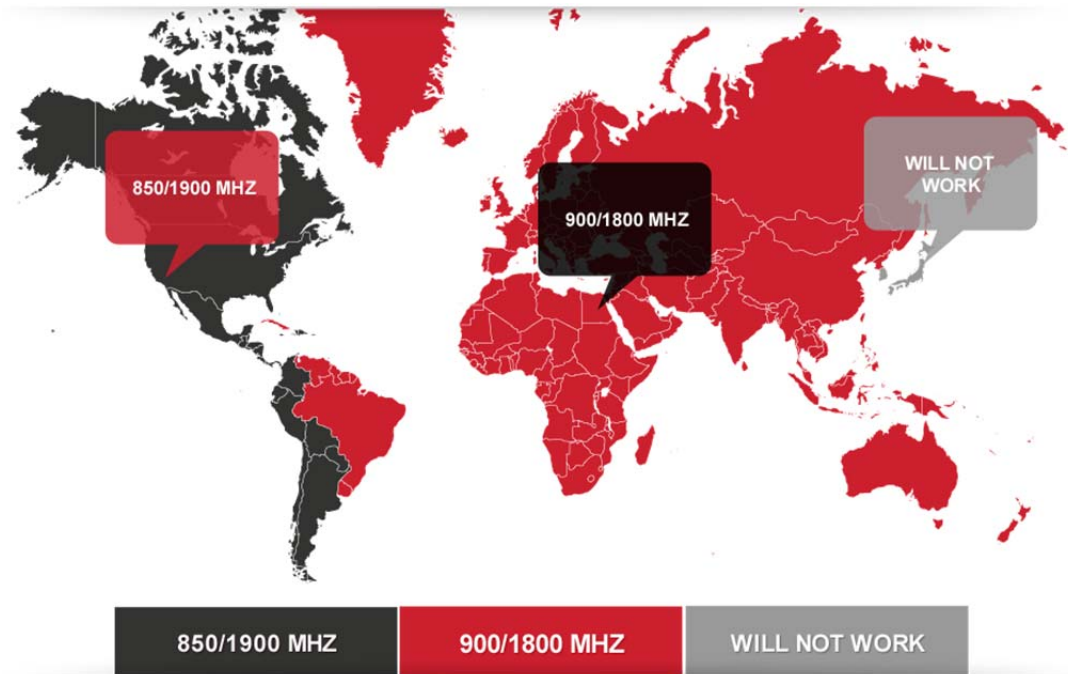 850/1900 MHZ
900/1800 MHZ
WILL NOT
WORK
850/1900 MHZ
900/1800 MHZ
WILL NOT WORK